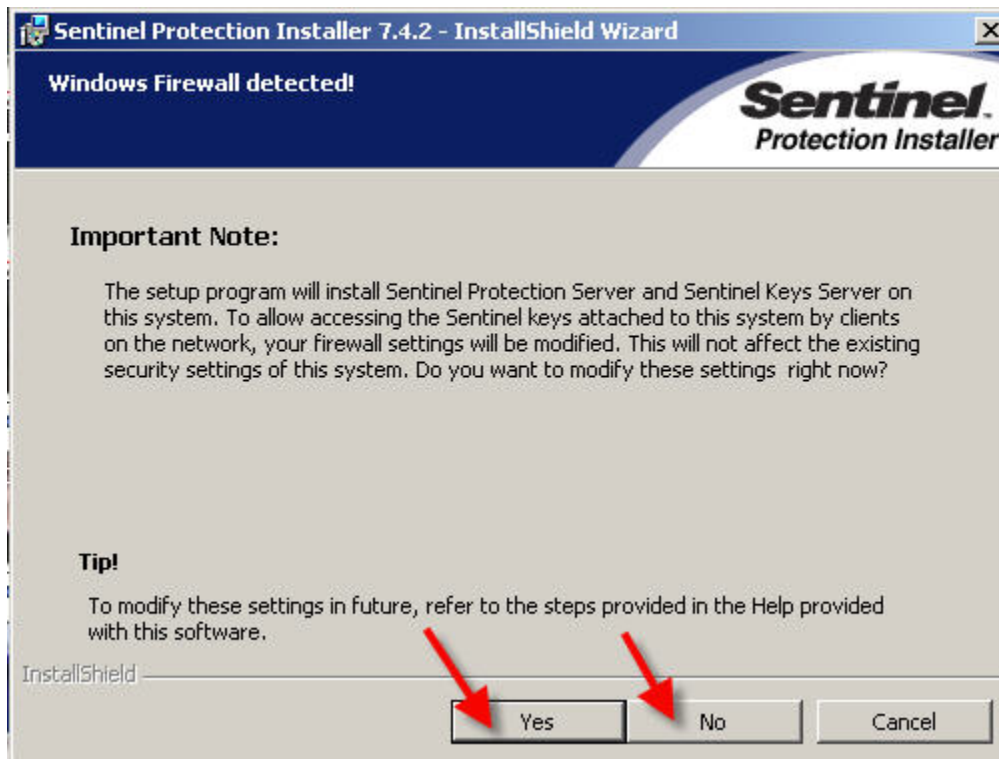 Sentinel Protection Installer 7.4.2 - InstallShield Wizard
Windows Firewall detected!
Sentinel.
Protection Installer
Important Note:
The setup program will install Sentinel Protection Server and Sentinel Keys Server on
this system. To allow accessing the Sentinel keys attached to this system by clients
on the network, your firewall settings will be modified. This will not affect the existing
security settings of this system. Do you want to modify these settings right now?
Tip!
To modify these settings in future, refer to the steps provided in the Help provided
with this software.
InstallShield
Yes No Cancel